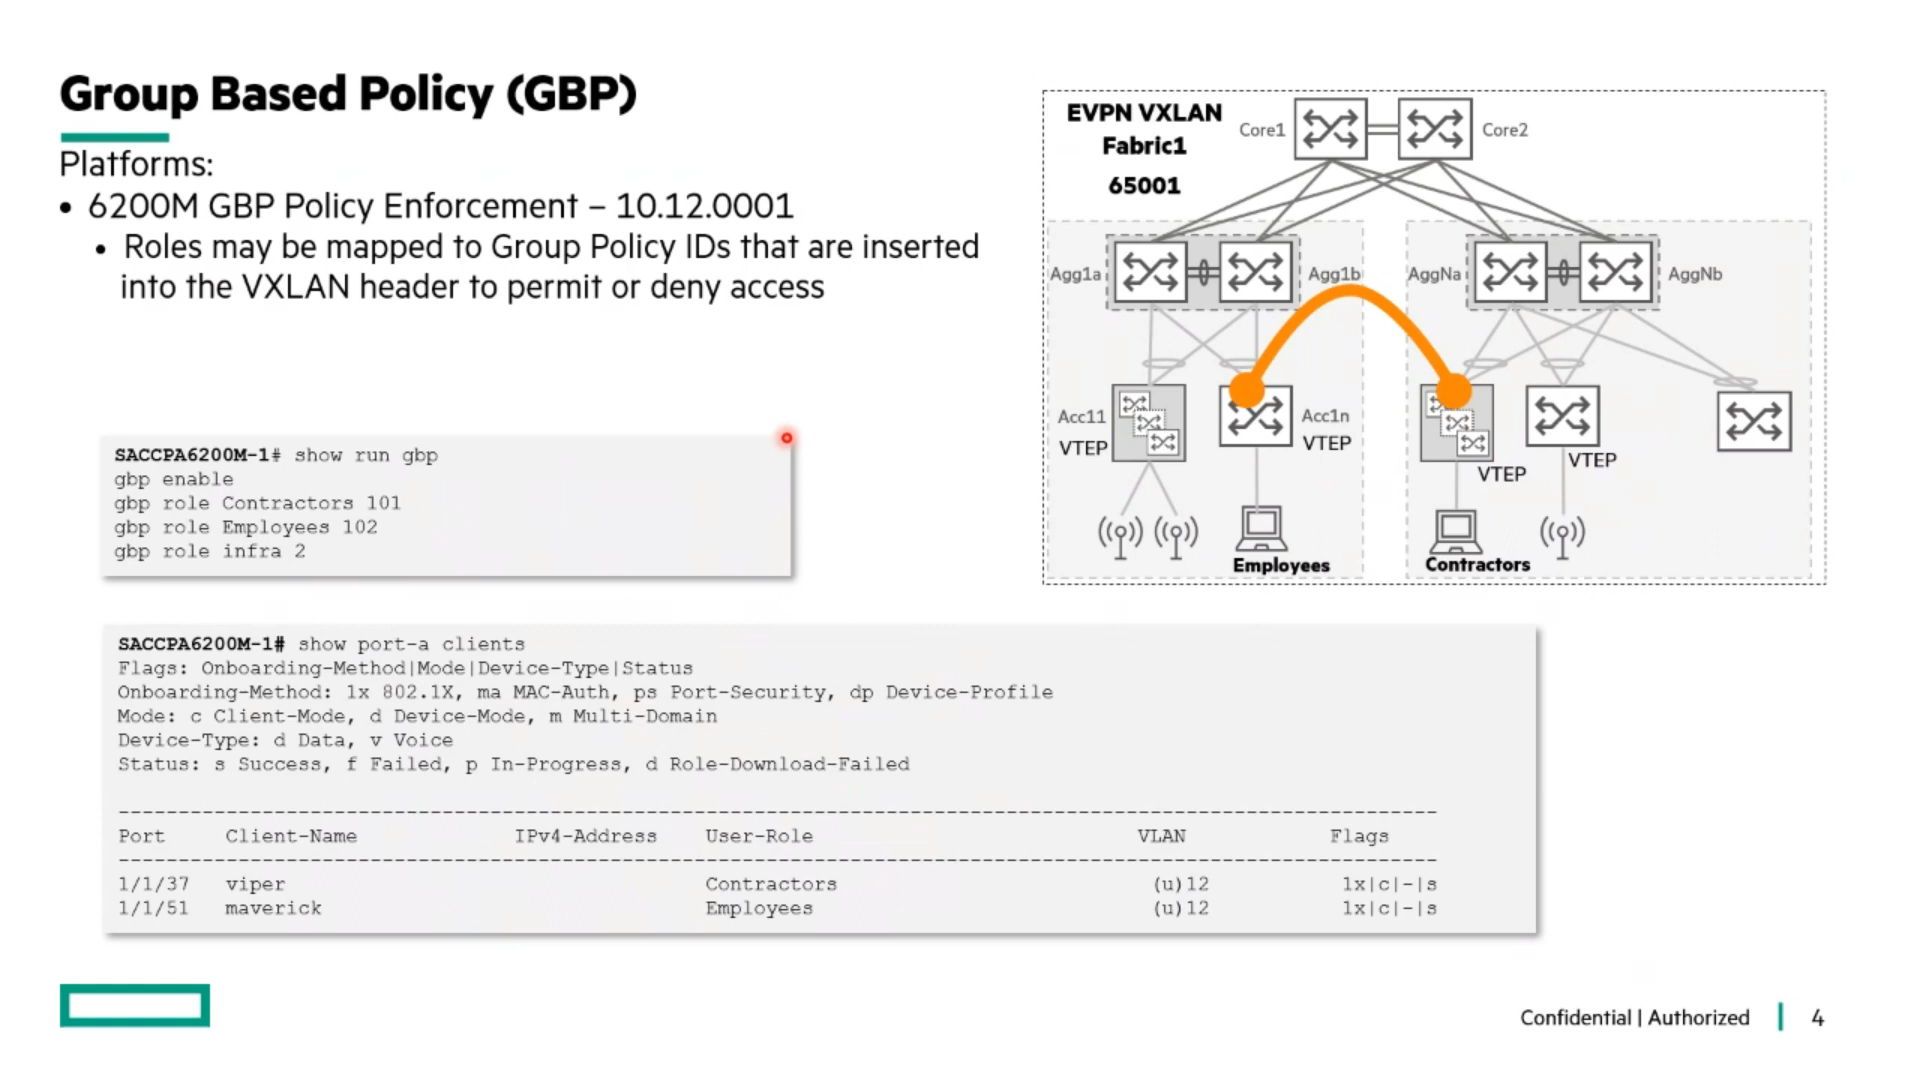 Group Based Policy (GBP)
Platforms:
• 6200M GBP Policy Enforcement – 10.12.0001
• Roles may be mapped to Group Policy IDs that are inserted
into the VXLAN header to permit or deny access
SACCPA6200M-1# show run gbp
gbp enable
gbp role Contractors 101
gbp role Employees 102
gbp role infra 2
EVPN VXLAN
Fabric1
65001
Core1
Core2
Agg1a
Agg1b
AggNa
AggNb
Acc11
VTEP
Acc1n
VTEP
VTEP
VTEP
Employees
Contractors
SACCPA6200M-1# show port-a clients
Flags: Onboarding-Method|Mode|Device-Type|Status
Onboarding-Method: 1x 802.1X, ma MAC-Auth, ps Port-Security, dp Device-Profile
Mode: c Client-Mode, d Device-Mode, m Multi-Domain
Device-Type: d Data, v Voice
Status: s Success, f Failed, p In-Progress, d Role-Download-Failed
--------------------------------------------------------------------------------------------------------------
Port Client-Name IPv4-Address User-Role VLAN Flags
--------------------------------------------------------------------------------------------------------------
1/1/37 viper Contractors (u)12 1x|c|-|s
1/1/51 maverick Employees (u)12 1x|c|-|s
Confidential | Authorized | 4